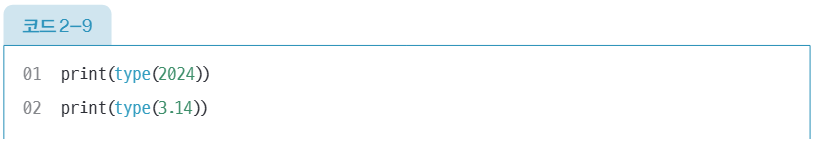 코드 2-9
01 print(type(2024))
02 print(type(3.14))